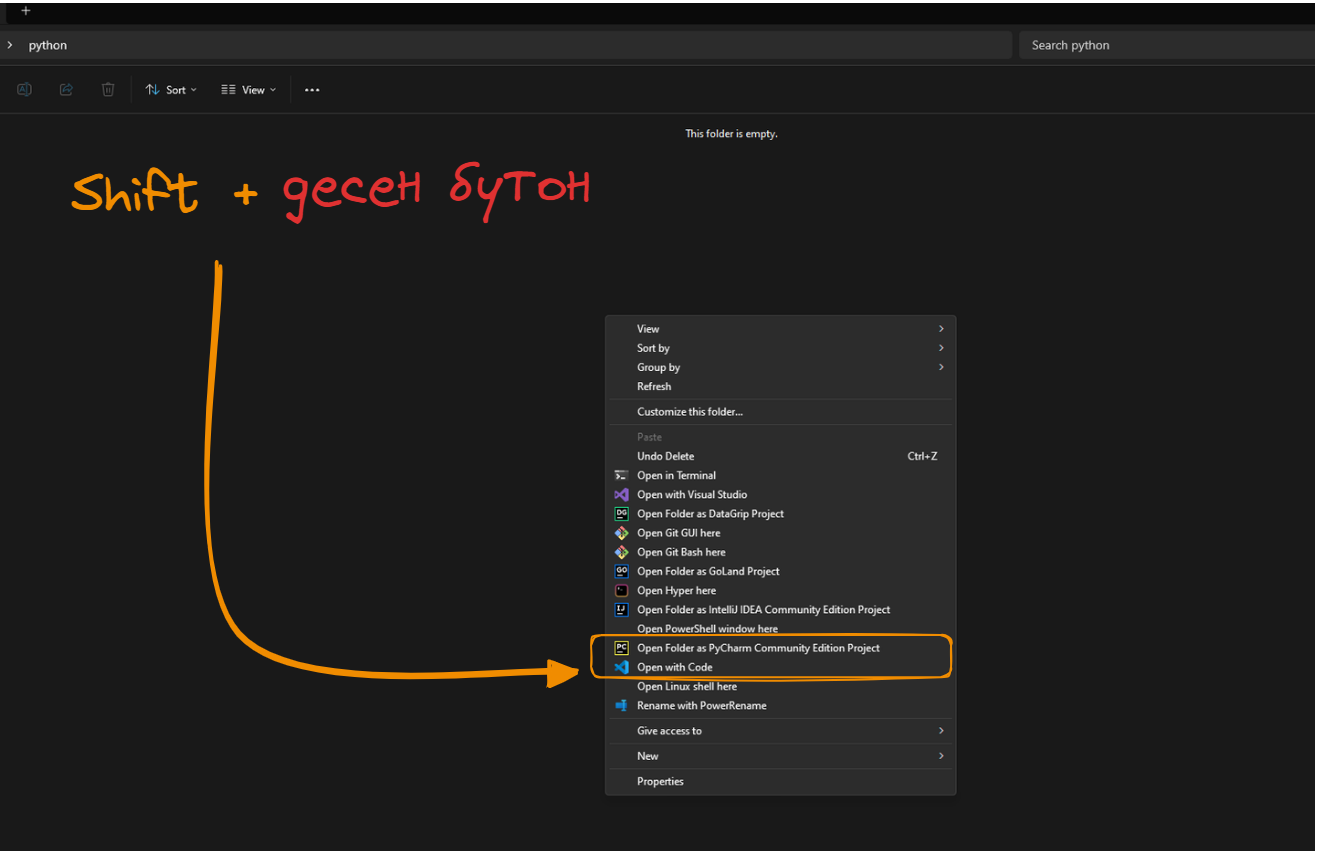 +
> python
Search python
Sort
View
...
This folder is empty.
Shift + десен бутон
View
Sort by
Group by
Refresh
Customize this folder...
Paste
Undo Delete Ctrl+Z
Open in Terminal
Open with Visual Studio
DG Open Folder as DataGrip Project
Open Git GUI here
Open Git Bash here
GO Open Folder as GoLand Project
Open Hyper here
IJ Open Folder as IntelliJ IDEA Community Edition Project
Open PowerShell window here
PC Open Folder as PyCharm Community Edition Project
Open with Code
Open Linux shell here
Rename with PowerRename
Give access to
New
Properties